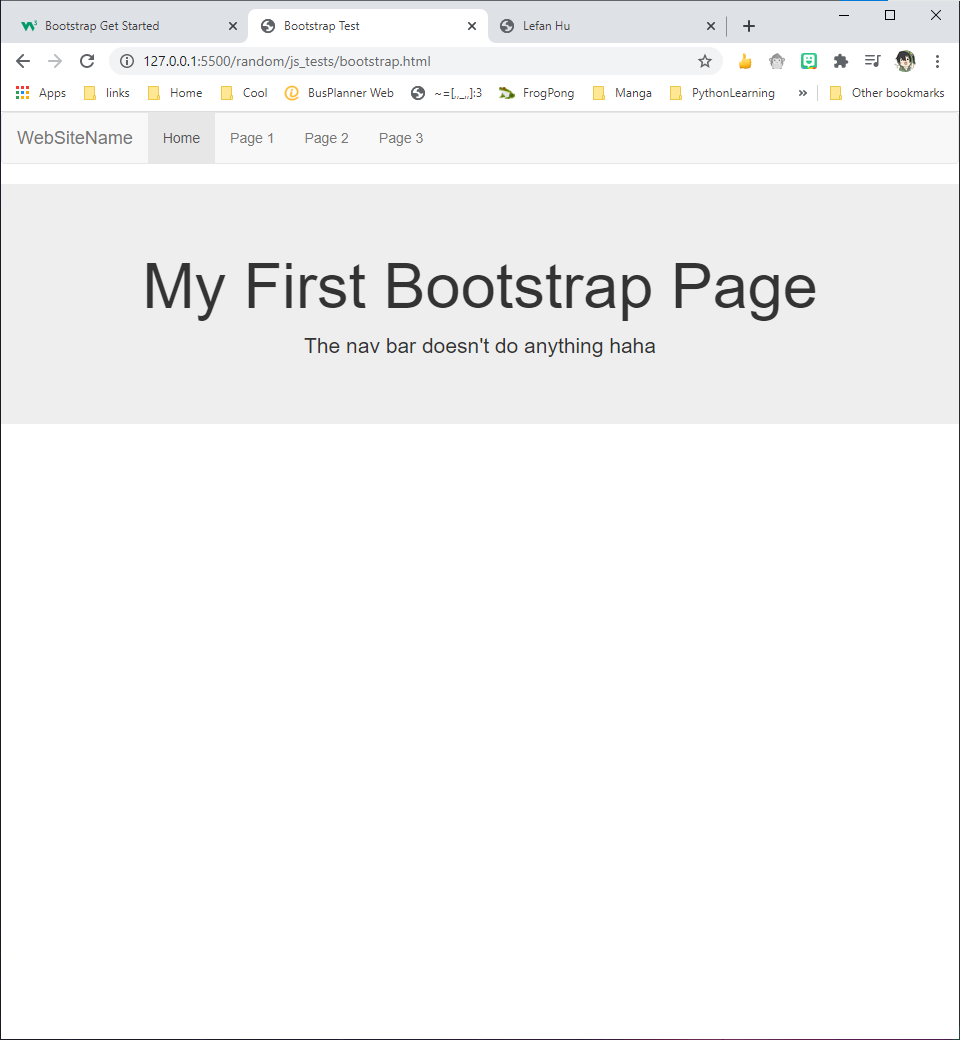 Bootstrap Get Started Bootstrap Test Lefan Hu
127.0.0.1:5500/random/js_tests/bootstrap.html
Apps links Home Cool BusPlanner Web ~=[,,_,,]:3 FrogPong Manga PythonLearning » Other bookmarks
WebSiteName Home Page 1 Page 2 Page 3
My First Bootstrap Page
The nav bar doesn't do anything haha